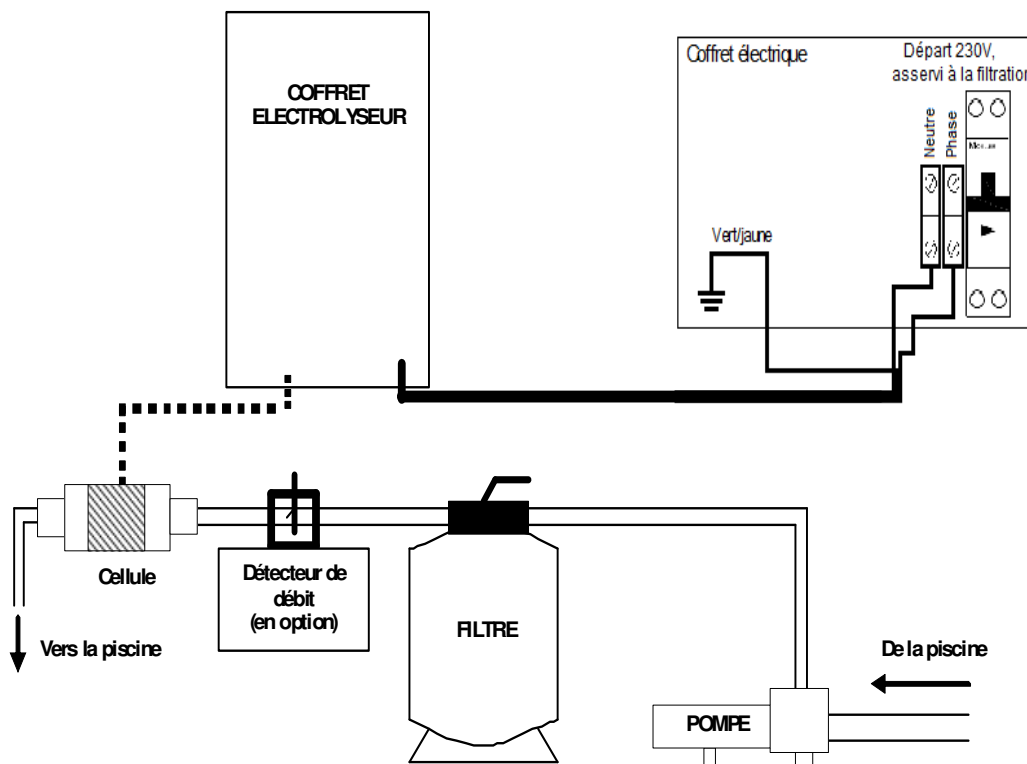 COFFRET
ELECTROLYSEUR
Coffret électrique
Départ 230V,
asservi à la filtration
Neutre
Phase
Vert/jaune
Cellule
Détecteur de
débit
(en option)
FILTRE
Vers la piscine
De la piscine
POMPE